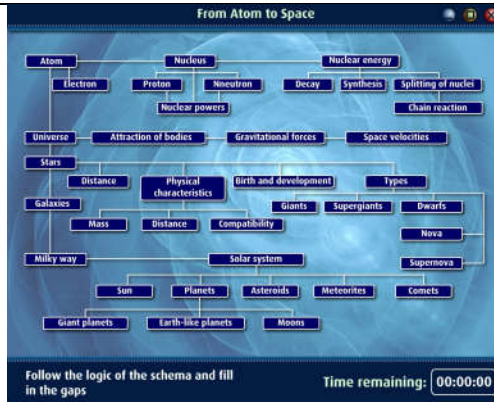 From Atom to Space
Atom Nucleus Nuclear energy
Electron Proton Nneutron Decay Synthesis Splitting of nuclei
Nuclear powers Chain reaction
Universe Attraction of bodies Gravitational forces Space velocities
Stars
Distance Physical characteristics Birth and development Types
Galaxies Giants Supergiants Dwarfs
Mass Distance Compatibility
Nova
Milky way Solar system Supernova
Sun Planets Asteroids Meteorites Comets
Giant planets Earth-like planets Moons
Follow the logic of the schema and fill
in the gaps
Time remaining: 00:00:00